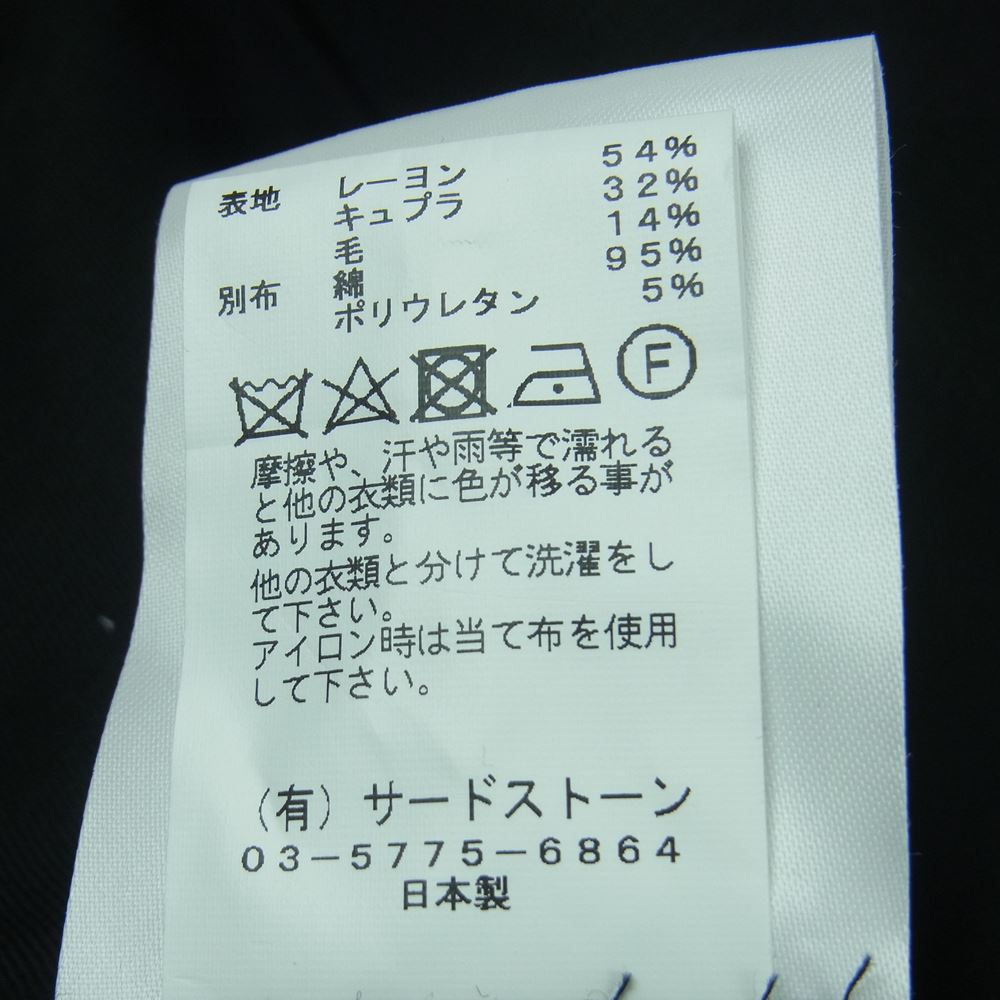 表地 レーヨン 54%
キュプラ 32%
毛 14%
別布 綿 95%
ポリウレタン 5%
F
摩擦や、汗や雨等で濡れる
と他の衣類に色が移る事が
あります。
他の衣類と分けて洗濯をし
て下さい。
アイロン時は当て布を使用
して下さい。
(有)サードストーン
03-5775-6864
日本製